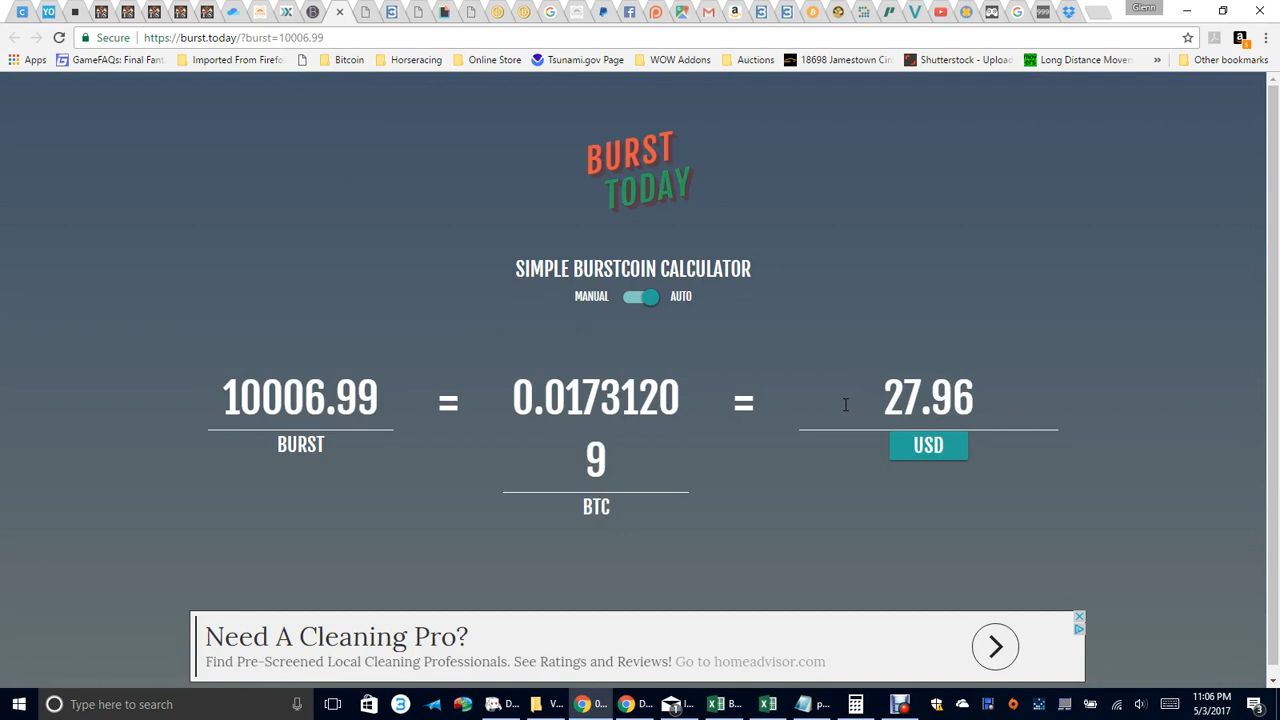 Glenn
Secure
https://burst.today/?burst=10006.99
Apps
GameFAQs: Final Fant
Imported From Firefo
Bitcoin
Horseracing
Online Store
Tsunami.gov Page
WOW Addons
Auctions
18698 Jamestown Circ
Shutterstock - Upload
Long Distance Mover
»
Other bookmarks
BURST
TODAY
SIMPLE BURSTCOIN CALCULATOR
MANUAL AUTO
10006.99 = 0.0173120 = 27.96
9
BURST
USD
BTC
Need A Cleaning Pro?
Find Pre-Screened Local Cleaning Professionals. See Ratings and Reviews! Go to homeadvisor.com
Type here to search
0...
D...
V...
D...
I...
B...
p...
11:06 PM
5/3/2017